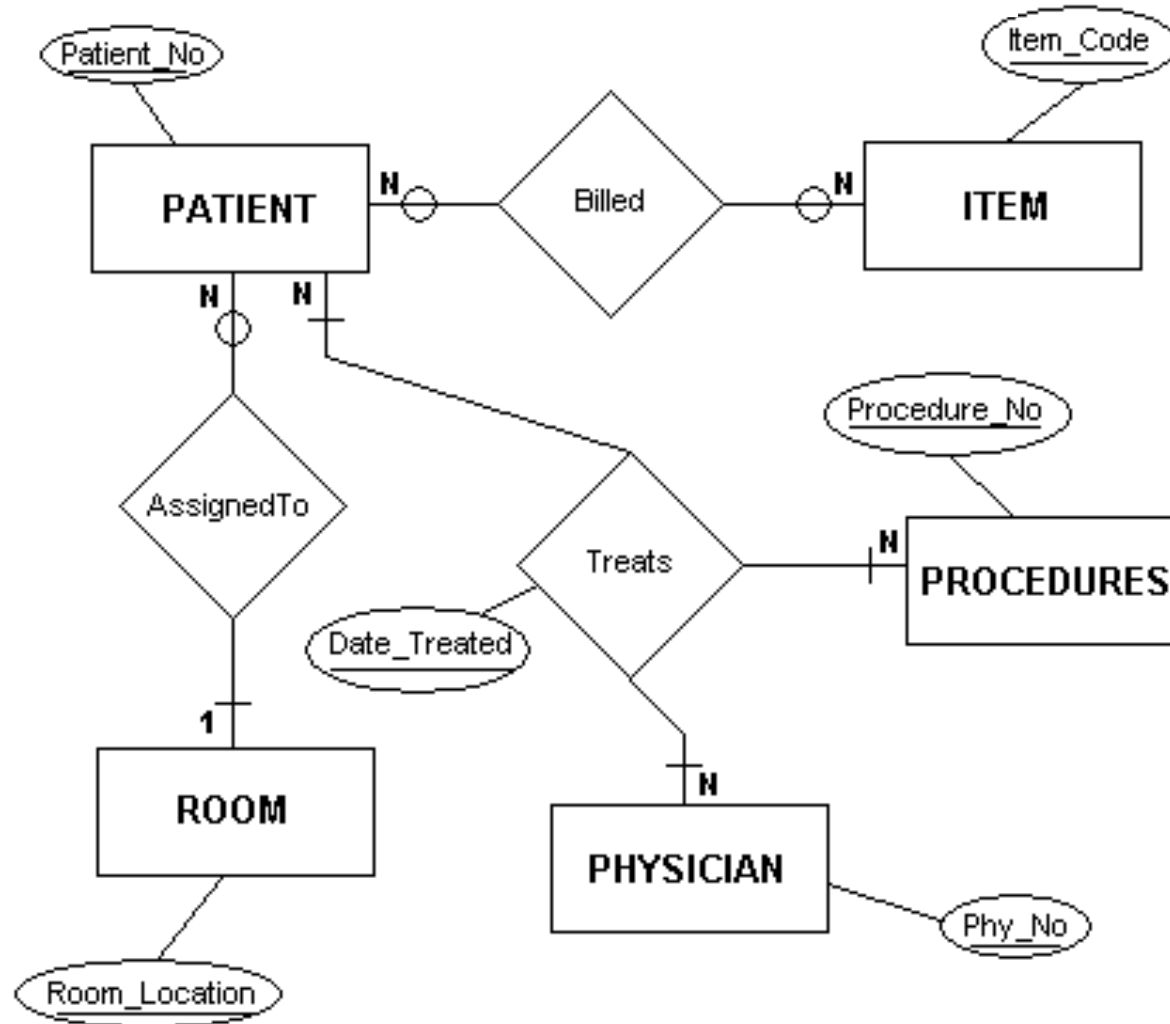 Patient_No
Item_Code
PATIENT
N
Billed
N
ITEM
N
N
Procedure_No
AssignedTo
Treats
N
PROCEDURES
Date_Treated
1
N
ROOM
PHYSICIAN
Phy_No
Room_Location